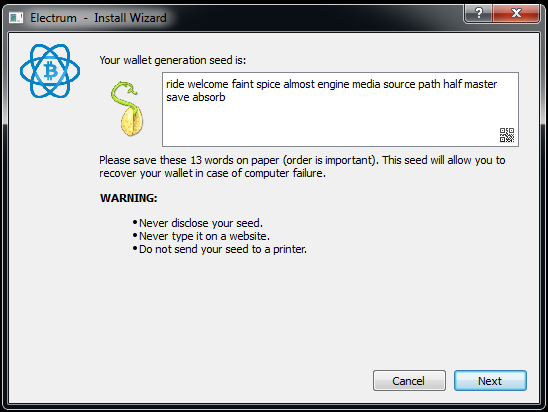 Electrum - Install Wizard
Your wallet generation seed is:
ride welcome faint spice almost engine media source path half master
save absorb
Please save these 13 words on paper (order is important). This seed will allow you to
recover your wallet in case of computer failure.
WARNING:
•Never disclose your seed.
•Never type it on a website.
•Do not send your seed to a printer.
Cancel Next